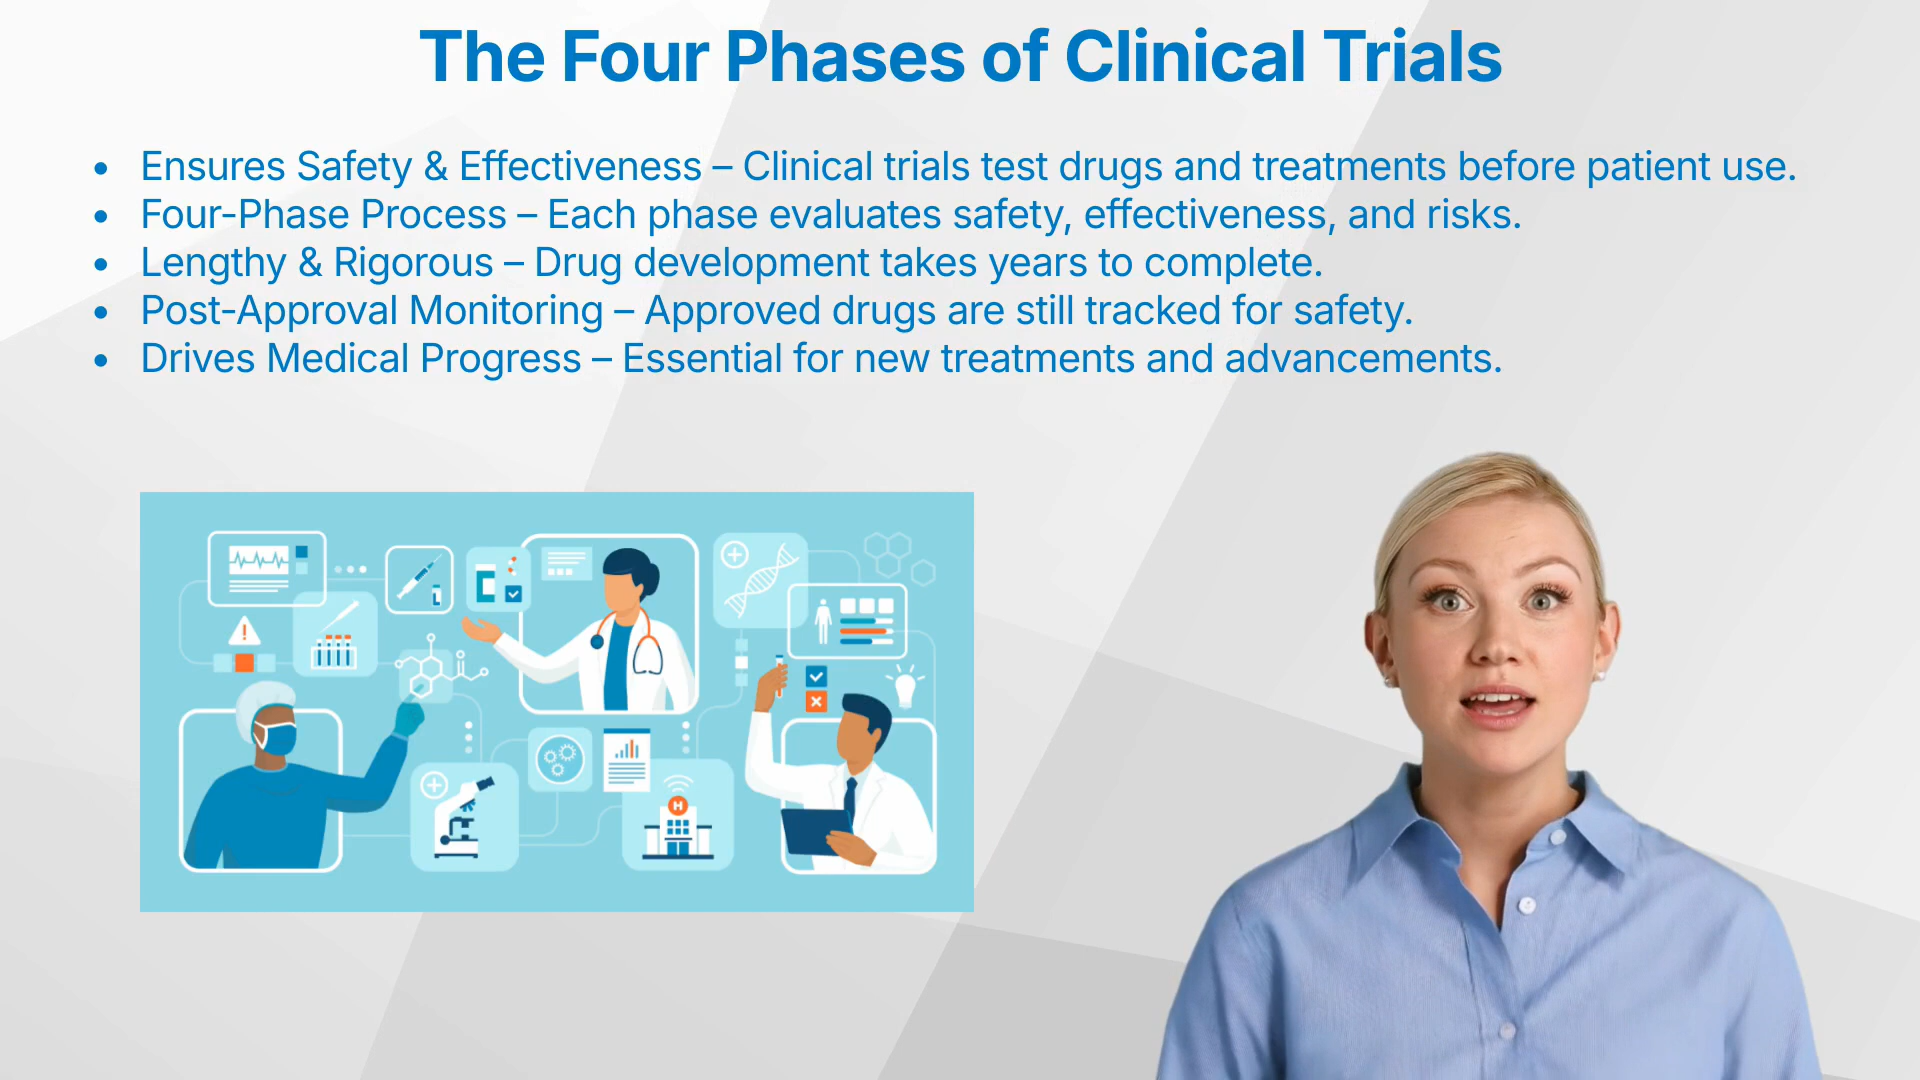 The Four Phases of Clinical Trials
• Ensures Safety & Effectiveness – Clinical trials test drugs and treatments before patient use.
• Four-Phase Process – Each phase evaluates safety, effectiveness, and risks.
• Lengthy & Rigorous – Drug development takes years to complete.
• Post-Approval Monitoring – Approved drugs are still tracked for safety.
• Drives Medical Progress – Essential for new treatments and advancements.
H